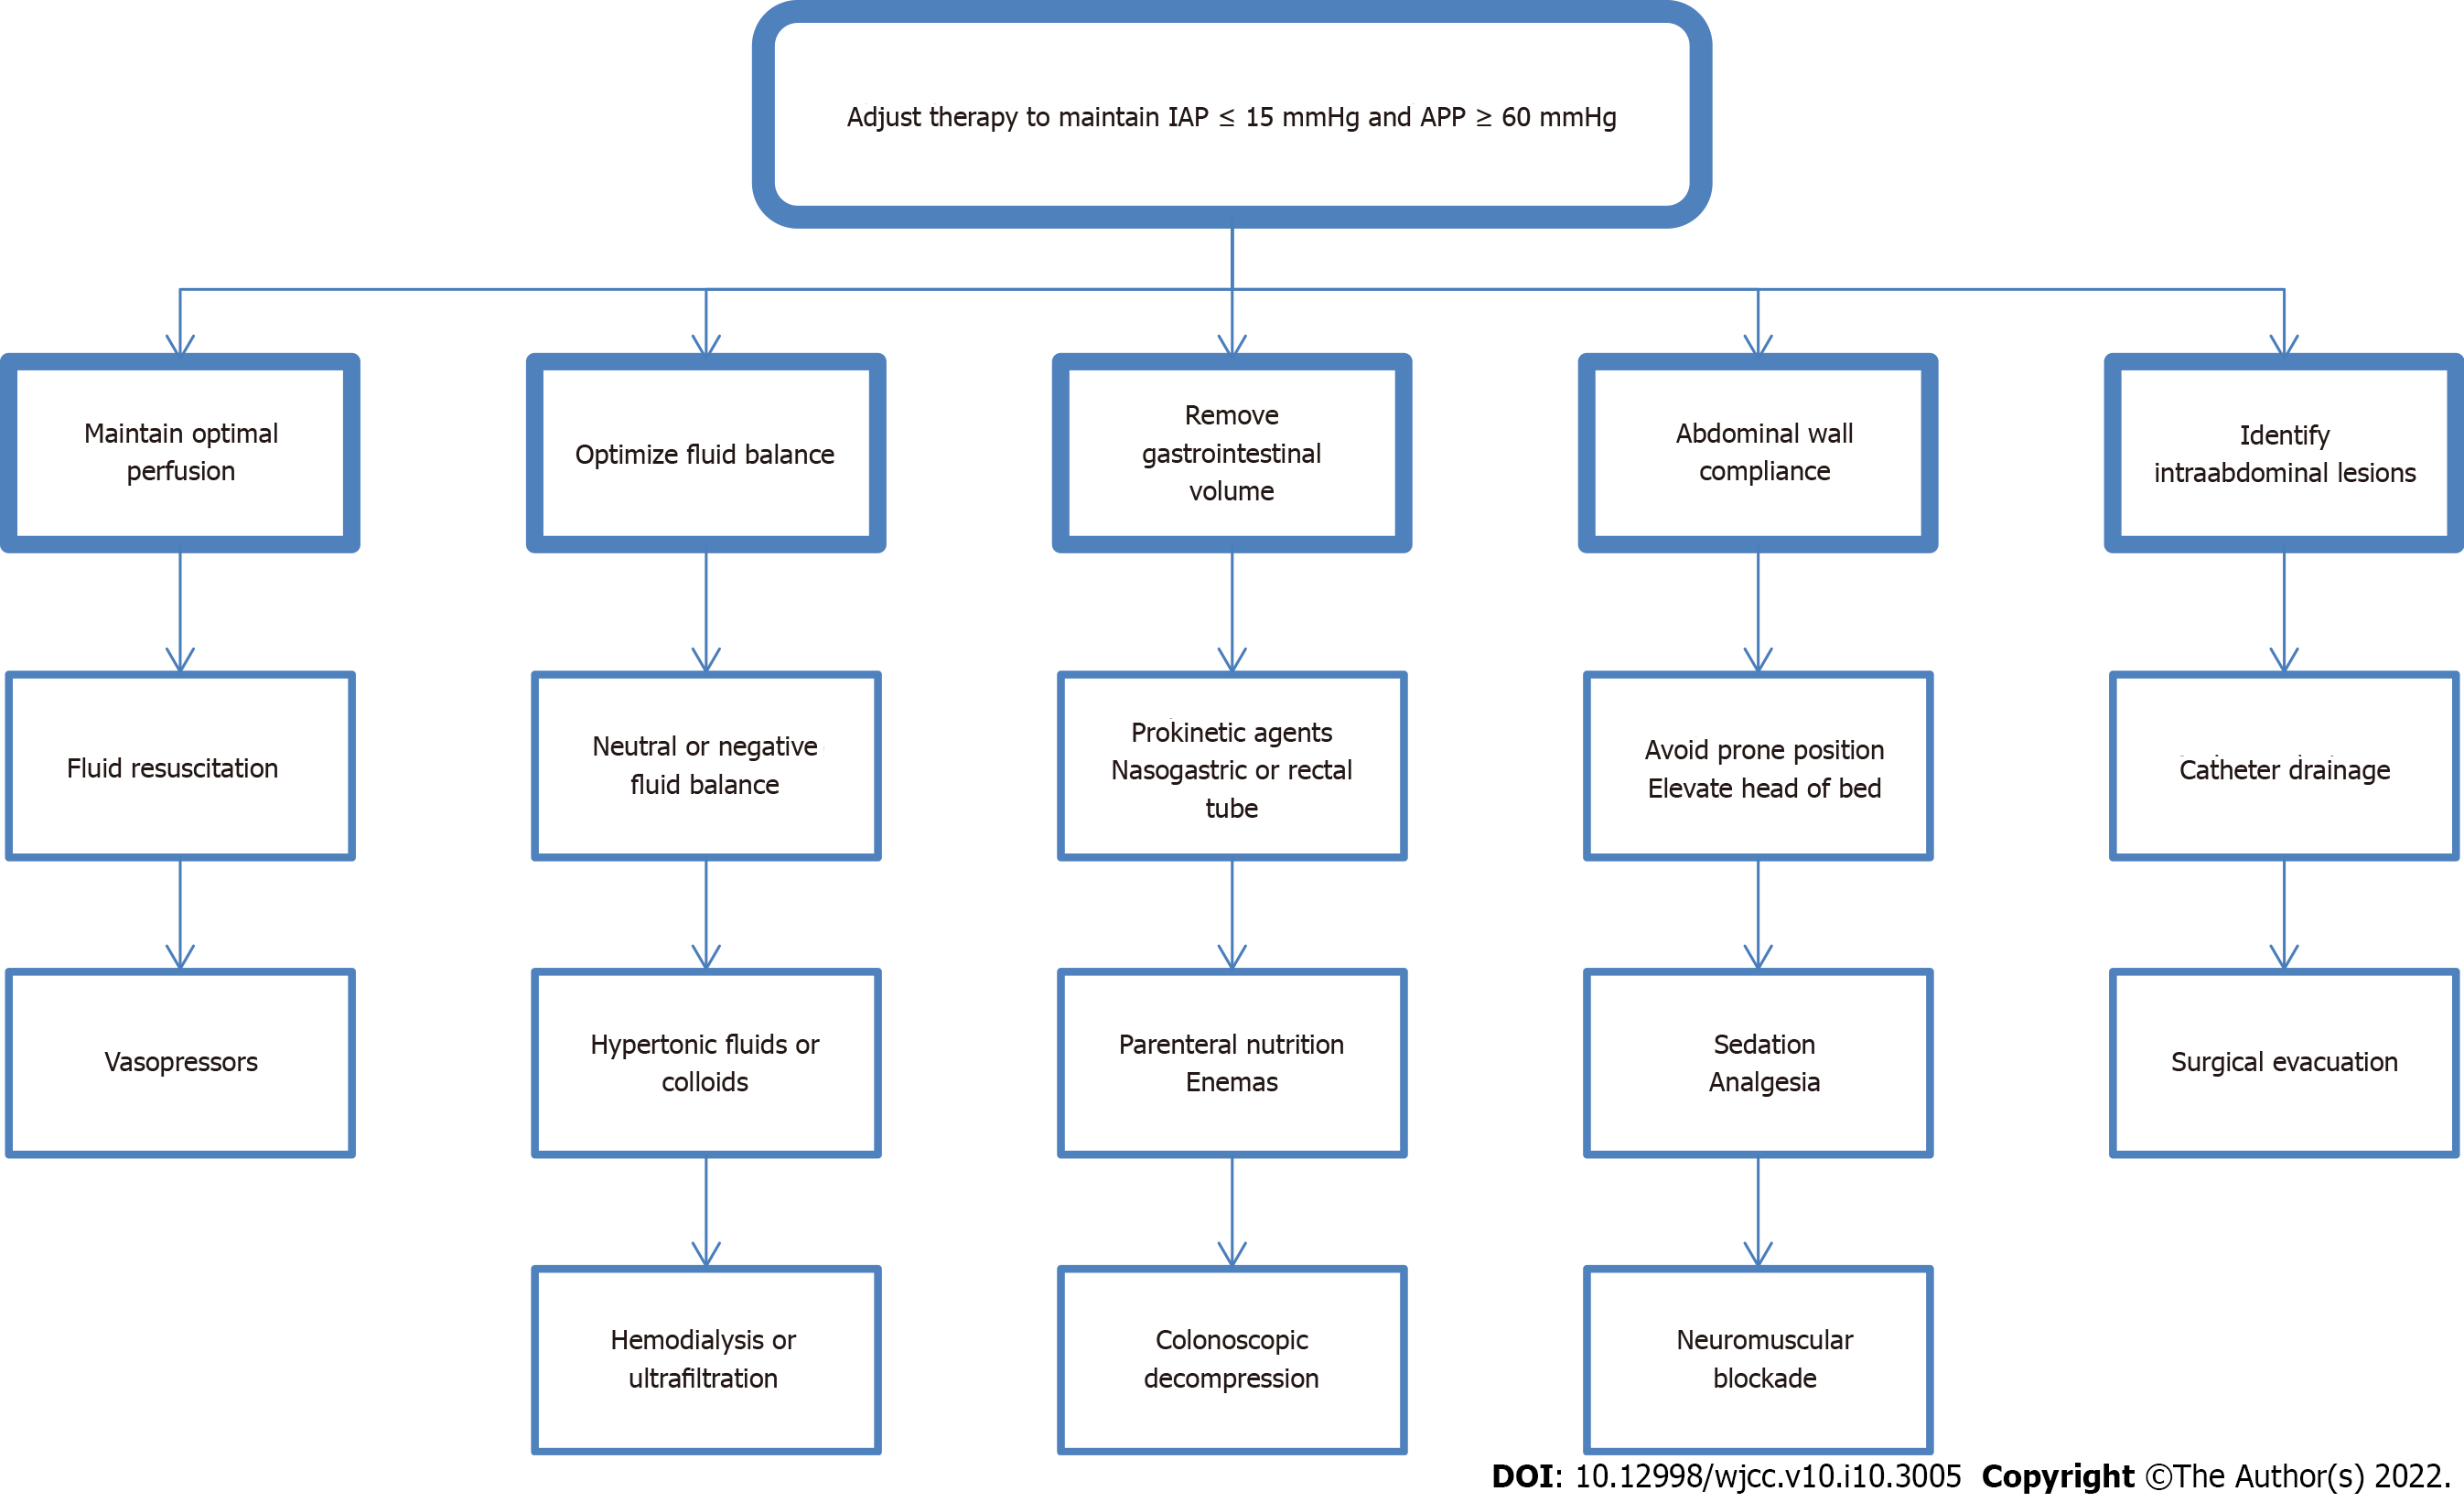 Adjust therapy to maintain IAP ≤ 15 mmHg and APP ≥ 60 mmHg
Maintain optimal
perfusion
Optimize fluid balance
Remove
gastrointestinal
volume
Abdominal wall
compliance
Identify
intraabdominal lesions
Fluid resuscitation
Neutral or negative
fluid balance
Prokinetic agents
Nasogastric or rectal
tube
Avoid prone position
Elevate head of bed
Catheter drainage
Vasopressors
Hypertonic fluids or
colloids
Parenteral nutrition
Enemas
Sedation
Analgesia
Surgical evacuation
Hemodialysis or
ultrafiltration
Colonoscopic
decompression
Neuromuscular
blockade
DOI: 10.12998/wjcc.v10.i10.3005 Copyright ©The Author(s) 2022.